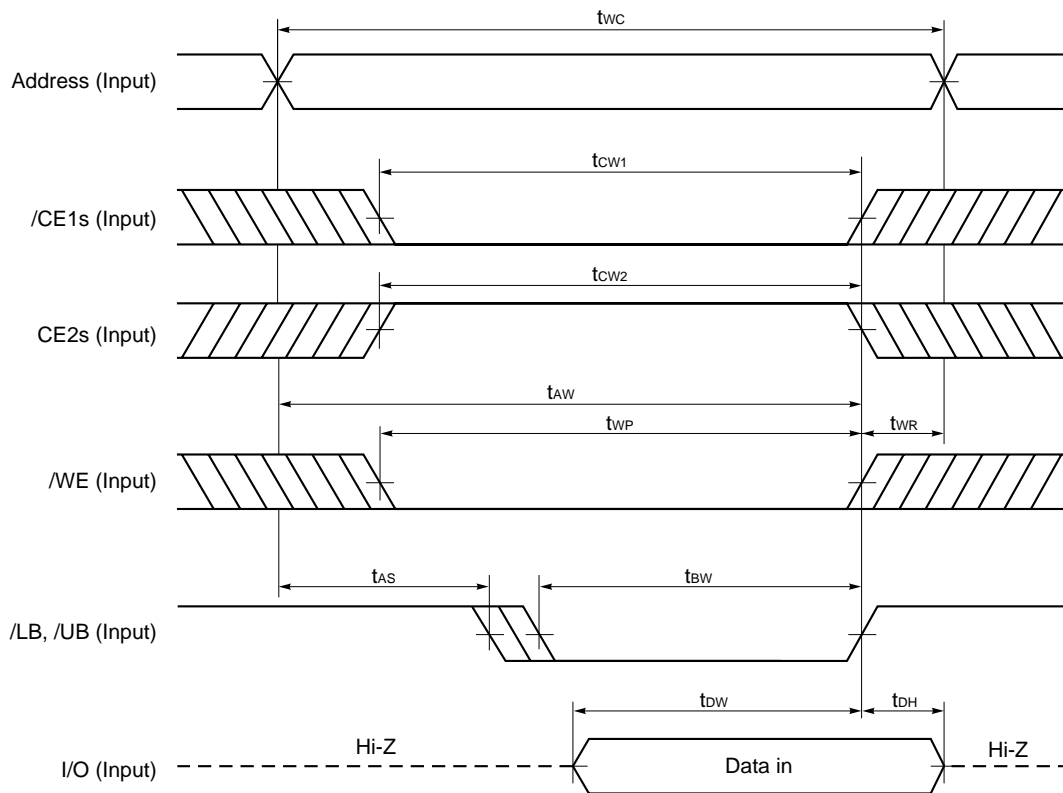 tWC
Address (Input)
tCW1
/CE1s (Input)
tCW2
CE2s (Input)
tAW
tWP
tWR
/WE (Input)
tAS
tBW
/LB, /UB (Input)
tDW
tDH
Hi-Z
Hi-Z
I/O (Input)
Data in